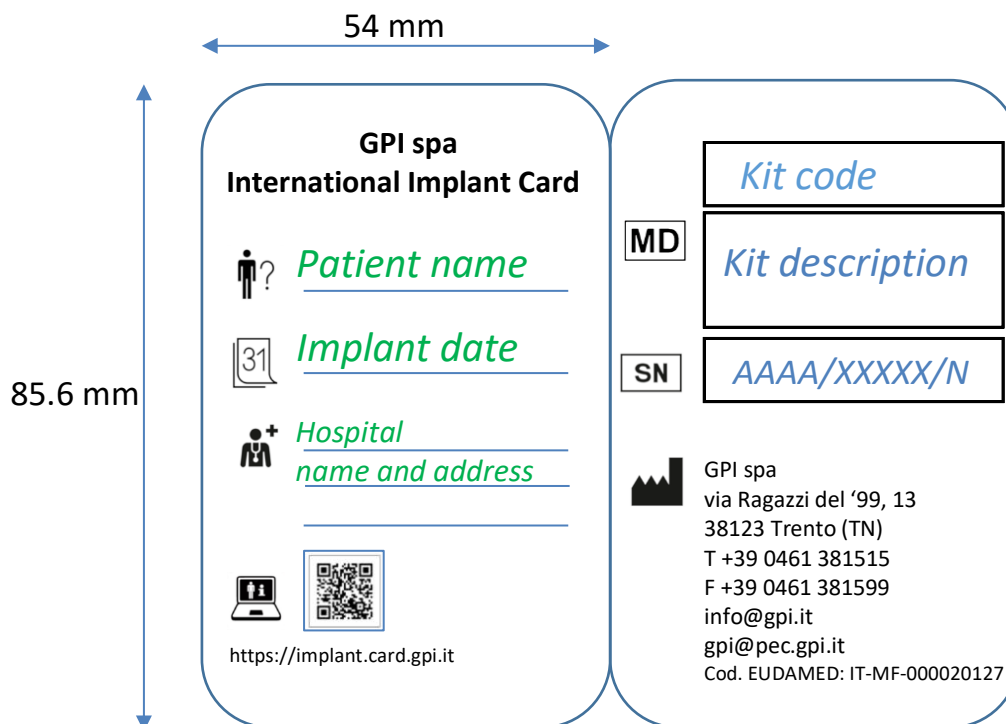 54 mm
85.6 mm
GPI spa
International Implant Card
?
Patient name
31
Implant date
Hospital
name and address
https://implant.card.gpi.it
Kit code
MD
Kit description
SN
AAAA/XXXXX/N
GPI spa
via Ragazzi del ‘99, 13
38123 Trento (TN)
T +39 0461 381515
F +39 0461 381599
info@gpi.it
gpi@pec.gpi.it
Cod. EUDAMED: IT-MF-000020127